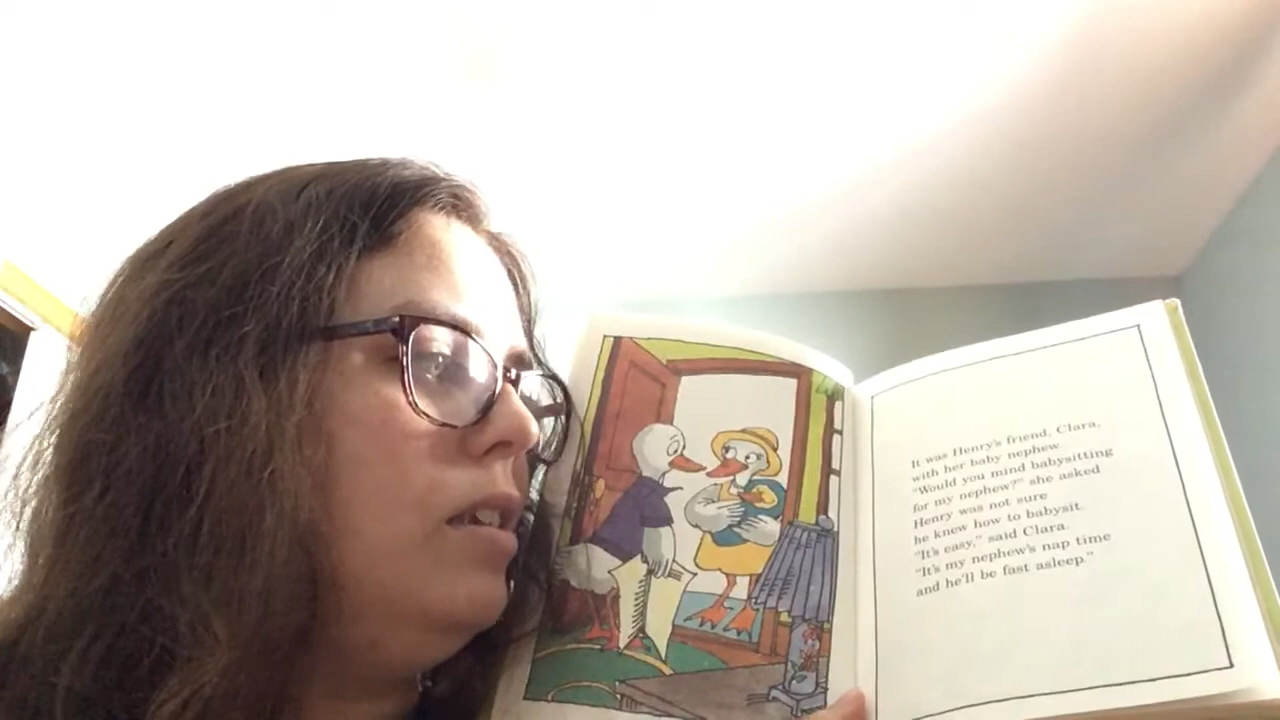 It was Henry's friend, Clara,
with her baby nephew.
"Would you mind babysitting
for my nephew?" she asked
Henry was not sure
he knew how to babysit.
"It's easy," said Clara.
"It's my nephew's nap time
and he'll be fast asleep."